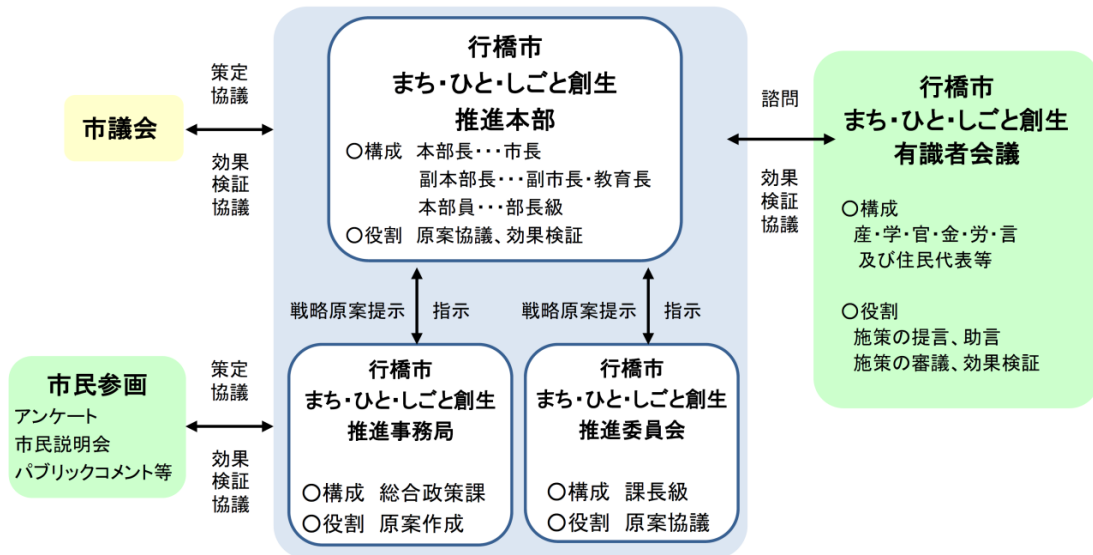 行橋市
まち・ひと・しごと創生
推進本部
○構成 本部長・・・市長
副本部長・・・副市長・教育長
本部員・・・部長級
○役割 原案協議、効果検証
市議会
策定
協議
効果
検証
協議
諮問
効果
検証
協議
行橋市
まち・ひと・しごと創生
有識者会議
○構成
産・学・官・金・労・言
及び住民代表等
○役割
施策の提言、助言
施策の審議、効果検証
戦略原案提示 指示
戦略原案提示 指示
市民参画
アンケート
市民説明会
パブリックコメント等
策定
協議
効果
検証
協議
行橋市
まち・ひと・しごと創生
推進事務局
○構成 総合政策課
○役割 原案作成
行橋市
まち・ひと・しごと創生
推進委員会
○構成 課長級
○役割 原案協議